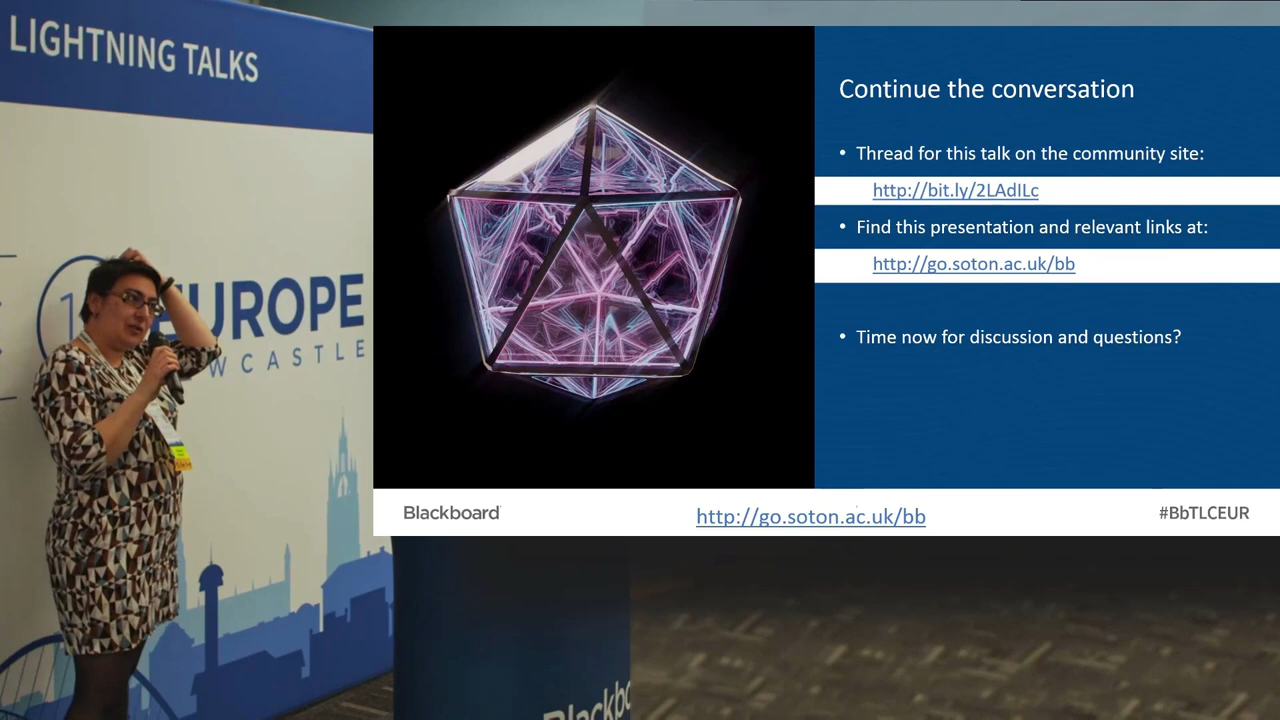 LIGHTNING TALKS
EUROPE
WCASTLE
Continue the conversation
• Thread for this talk on the community site:
http://bit.ly/2LAdILc
• Find this presentation and relevant links at:
http://go.soton.ac.uk/bb
• Time now for discussion and questions?
Blackboard
http://go.soton.ac.uk/bb
#BbTLCEUR
Blackbo